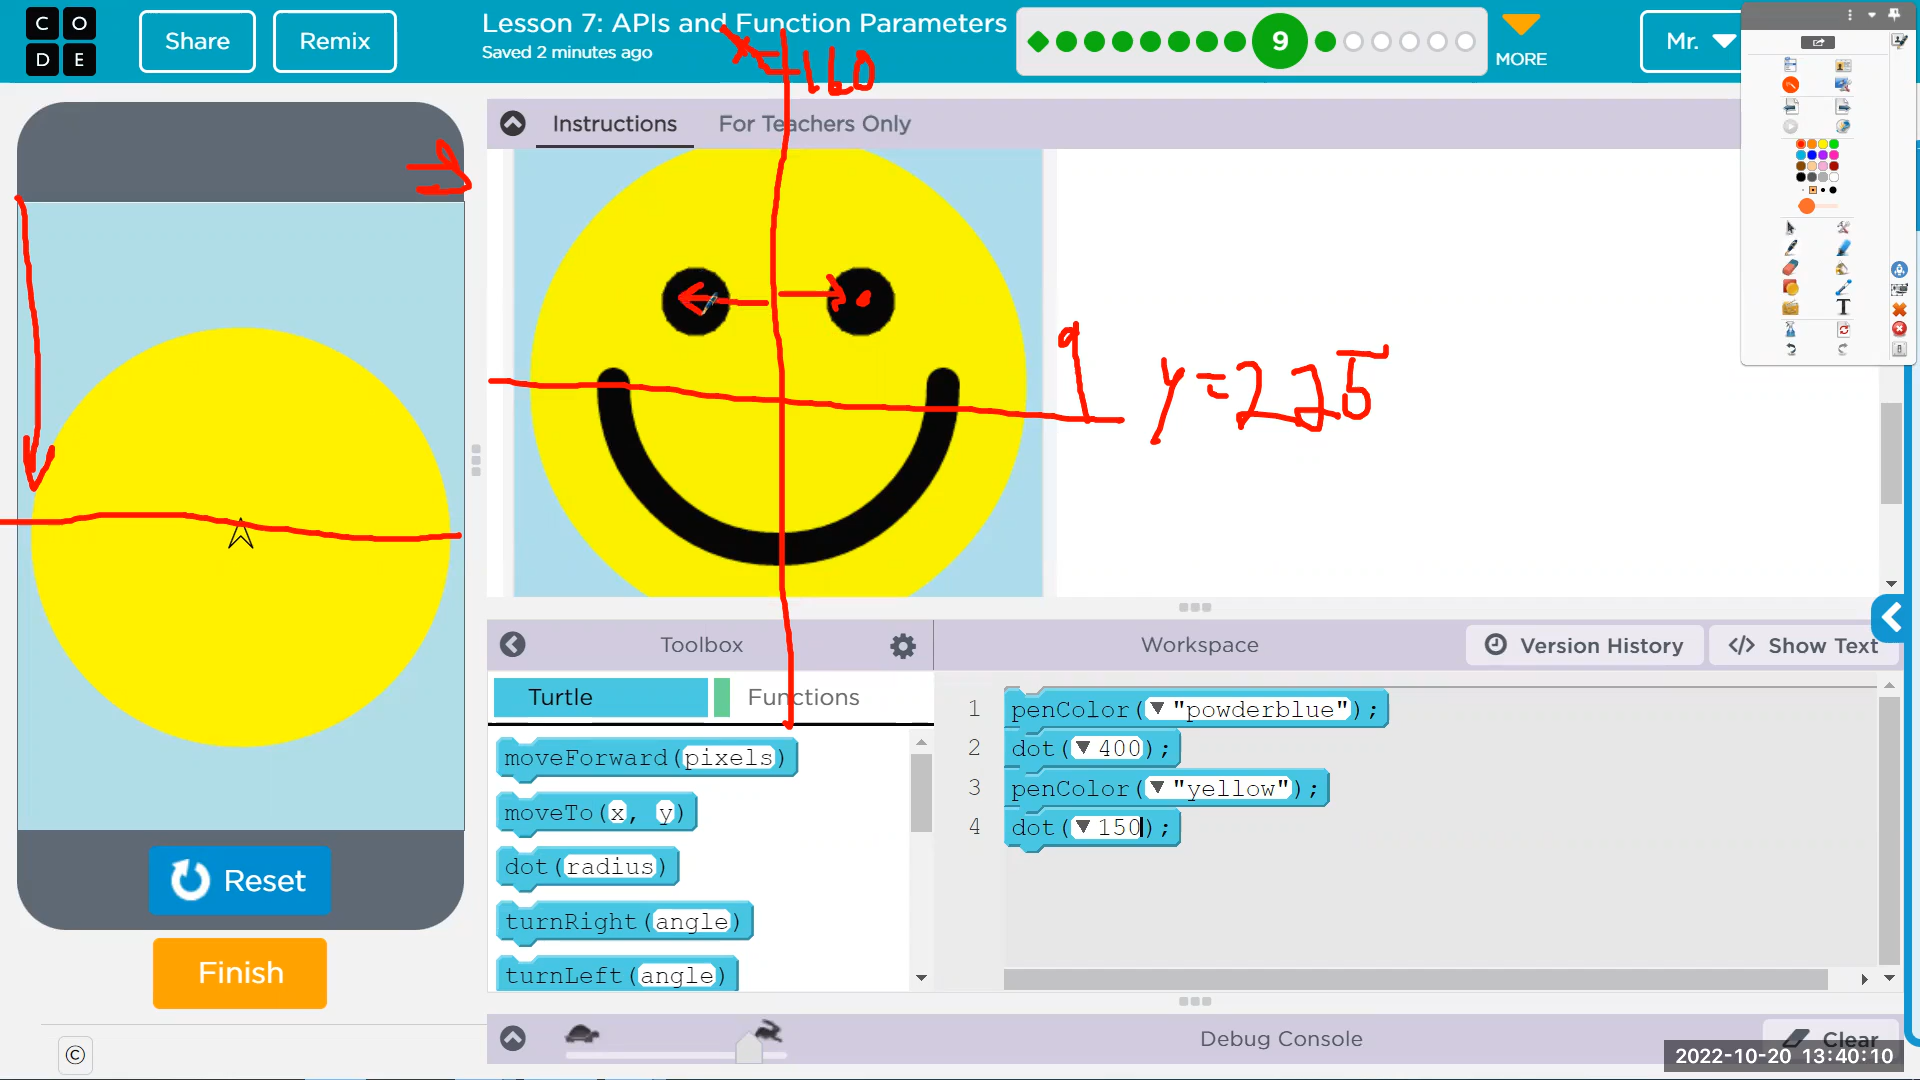 CODE
Share
Remix
Lesson 7: APIs and Function Parameters
Saved 2 minutes ago
9
MORE
Mr.
x=160
Instructions
For Teachers Only
y=225
Toolbox
Workspace
Version History
Show Text
Turtle
Functions
moveForward(pixels)
moveTo(x, y)
dot(radius)
turnRight(angle)
turnLeft(angle)
1 penColor("powderblue");
2 dot(400);
3 penColor("yellow");
4 dot(150);
Reset
Finish
©
Debug Console
Clear
2022-10-20 13:40:10